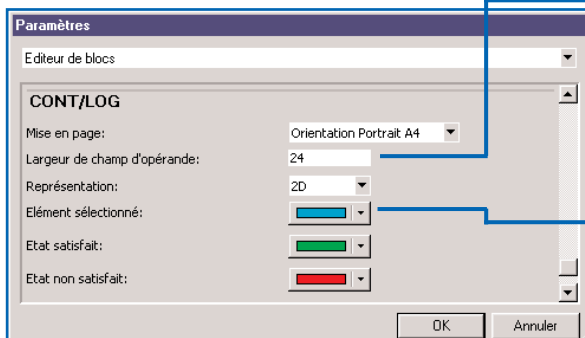 Paramètres
Editeur de blocs
CONT/LOG
Mise en page: Orientation Portrait A4
Largeur de champ d'opérande: 24
Représentation: 2D
Elément sélectionné:
Etat satisfait:
Etat non satisfait:
OK Annuler